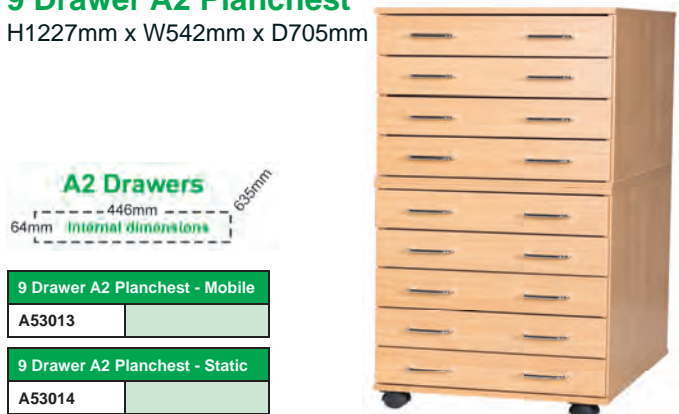 9 Drawer A2 Planchest
H1227mm x W542mm x D705mm
A2 Drawers
446mm
635mm
64mm
Internal dimensions
9 Drawer A2 Planchest - Mobile
A53013
9 Drawer A2 Planchest - Static
A53014